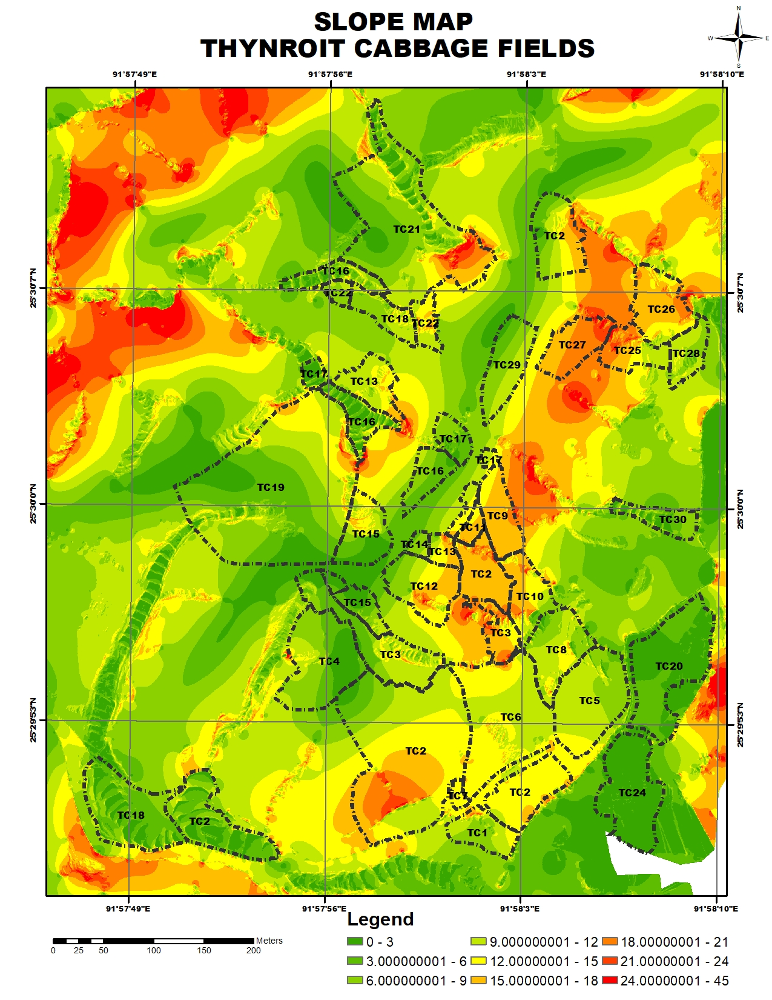 SLOPE MAP
THYNROIT CABBAGE FIELDS
N
W E
S
91°57'49"E 91°57'56"E 91°58'3"E 91°58'10"E
TC21
TC2
TC16
25°30'7"N 25°30'7"N
TC22
TC26
TC18
TC22
TC27
TC25
TC28
TC29
TC17
TC13
TC16
TC17
TC17
TC16
TC19
25°30'0"N 25°30'0"N
TC9
TC30
TC11
TC15
TC14
TC13
TC2
TC12
TC10
TC15
TC3
TC8
TC3
TC4
TC20
TC5
25°29'53"N 25°29'53"N
TC6
TC2
TC7
TC2
TC24
TC18
TC2
TC1
91°57'49"E 91°57'56"E 91°58'3"E 91°58'10"E
Legend
Meters
0 25 50 100 150 200
0 - 3
3.000000001 - 6
6.000000001 - 9
9.000000001 - 12
12.00000001 - 15
15.00000001 - 18
18.00000001 - 21
21.00000001 - 24
24.00000001 - 45